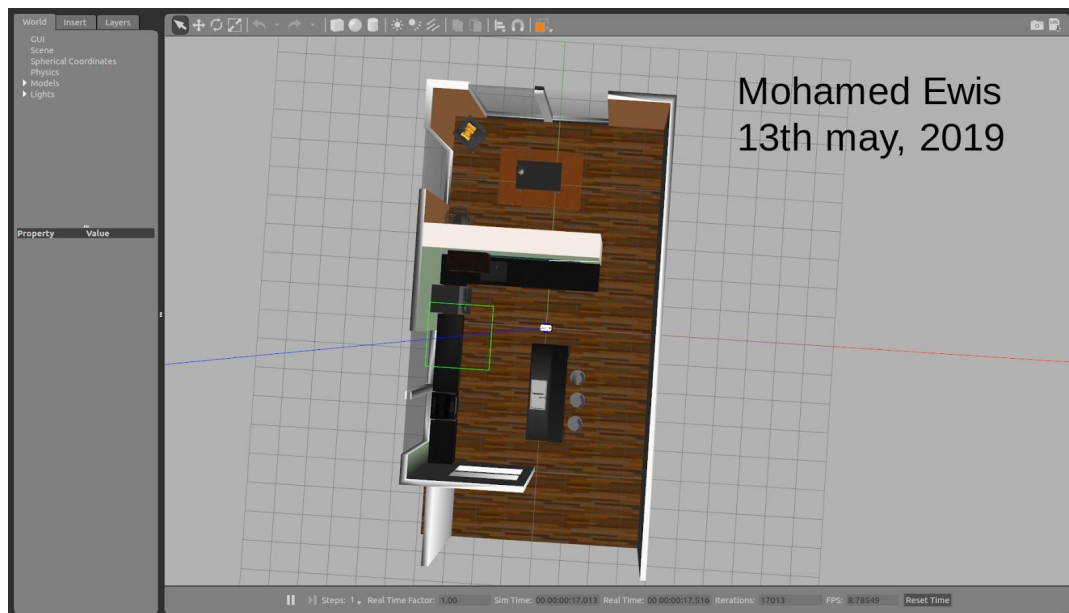 World Insert Layers
GUI
Scene
Spherical Coordinates
Physics
Models
Lights
Mohamed Ewis
13th may, 2019
Property Value
Steps: 1 Real Time Factor: 1.00 Sim Time: 00 00:00:17.013 Real Time: 00 00:00:17.516 Iterations: 17013 FPS: 8.78549 Reset Time